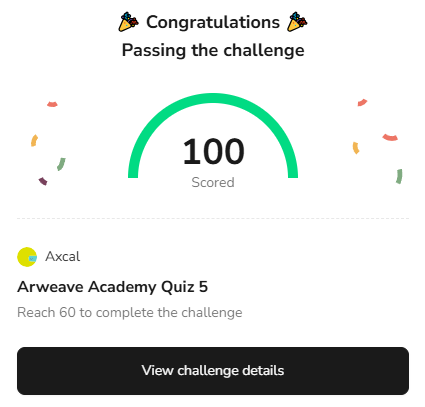 🎉 Congratulations 🎉
Passing the challenge
100
Scored
Axcal
Arweave Academy Quiz 5
Reach 60 to complete the challenge
View challenge details